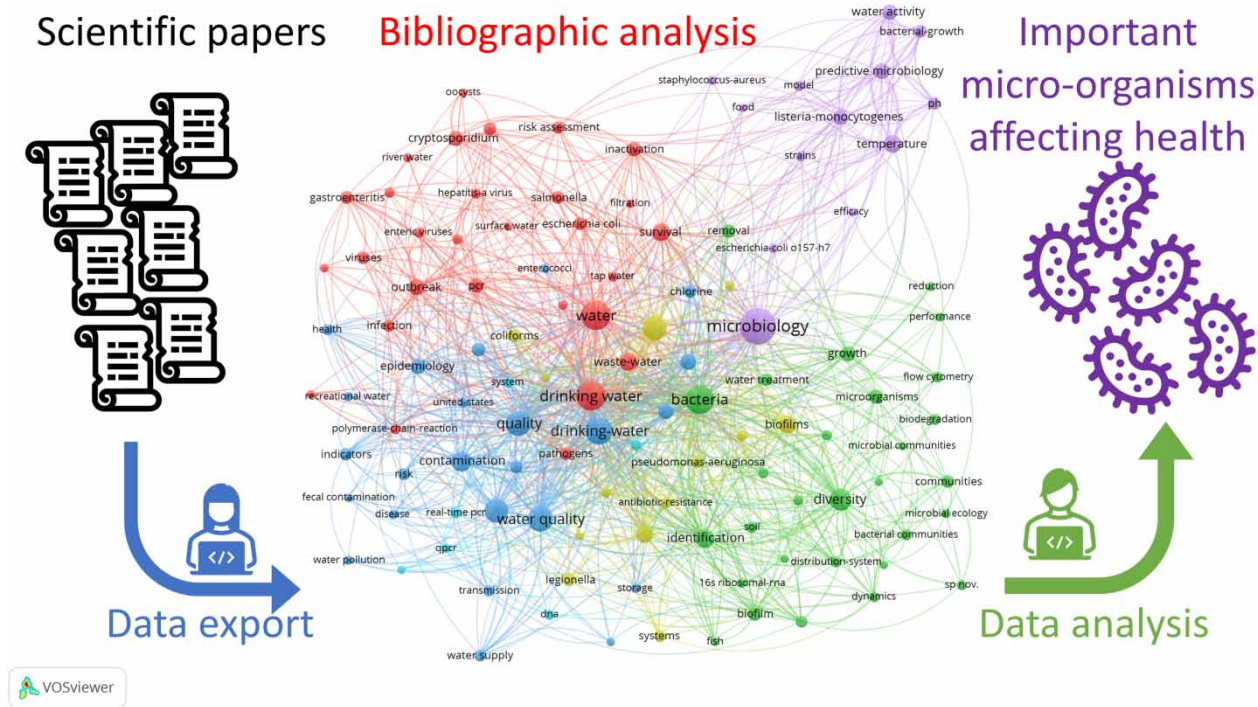 Scientific papers
Bibliographic analysis
Important
micro-organisms
affecting health
water activity
bacterial-growth
staphylococcus-aureus
model
predictive microbiology
oocysts
food
ph
listeria-monocytogenes
risk assessment
cryptosporidium
temperature
inactivation
river water
strains
hepatitis-a virus
salmonella
filtration
gastroenteritis
efficacy
surface water
escherichia coli
enteric viruses
survival
removal
escherichia-coli o157-h7
viruses
enterococci
tap water
outbreak
pcr
chlorine
reduction
water
microbiology
performance
health
infection
coliforms
growth
epidemiology
waste-water
system
water treatment
flow cytometry
recreational water
united-states
drinking water
bacteria
microorganisms
biodegradation
polymerase-chain-reaction
quality
drinking-water
biofilms
microbial communities
indicators
contamination
pathogens
pseudomonas-aeruginosa
risk
communities
fecal contamination
disease
real-time pcr
antibiotic-resistance
diversity
microbial ecology
water quality
soil
identification
bacterial communities
</>
</>
qpcr
water pollution
distribution-system
legionella
storage
16s ribosomal-rna
sp nov.
transmission
dynamics
dna
biofilm
Data export
systems
fish
Data analysis
water supply
VOSviewer